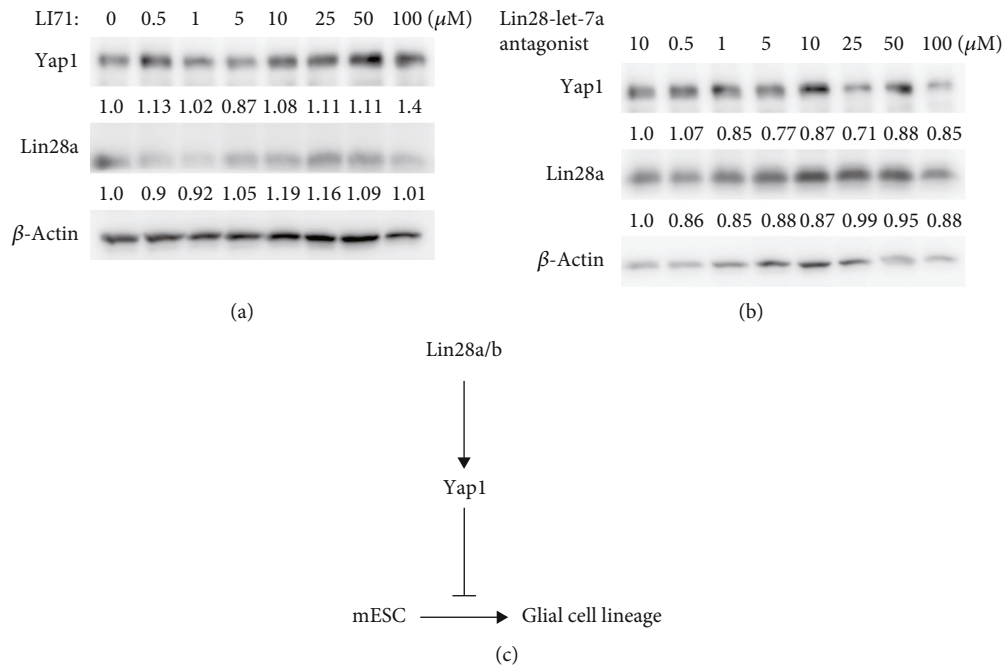 LI71: 0 0.5 1 5 10 25 50 100 (μM)
Yap1
1.0 1.13 1.02 0.87 1.08 1.11 1.11 1.4
Lin28a
1.0 0.9 0.92 1.05 1.19 1.16 1.09 1.01
β-Actin
(a)
Lin28-let-7a
antagonist 10 0.5 1 5 10 25 50 100 (μM)
Yap1
1.0 1.07 0.85 0.77 0.87 0.71 0.88 0.85
Lin28a
1.0 0.86 0.85 0.88 0.87 0.99 0.95 0.88
β-Actin
(b)
Lin28a/b
Yap1
mESC Glial cell lineage
(c)